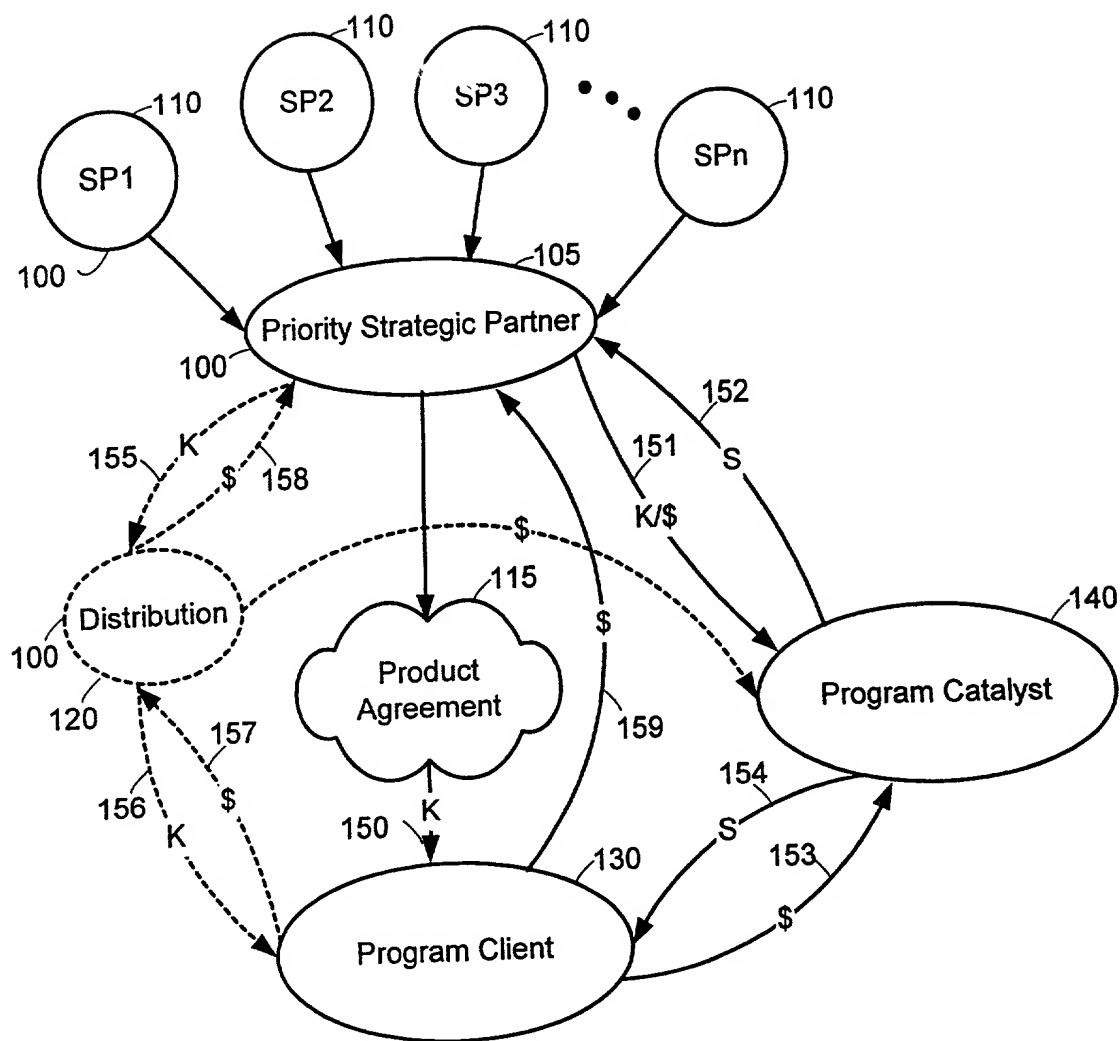 110
110
110
110
SP1
SP2
SP3
SPn
100
105
Priority Strategic Partner
100
152
151
S
K/$
155
K
$
158
$
115
140
Distribution
100
120
Product
Agreement
$
Program Catalyst
159
157
156
$
K
K
150
154
S
153
$
130
Program Client